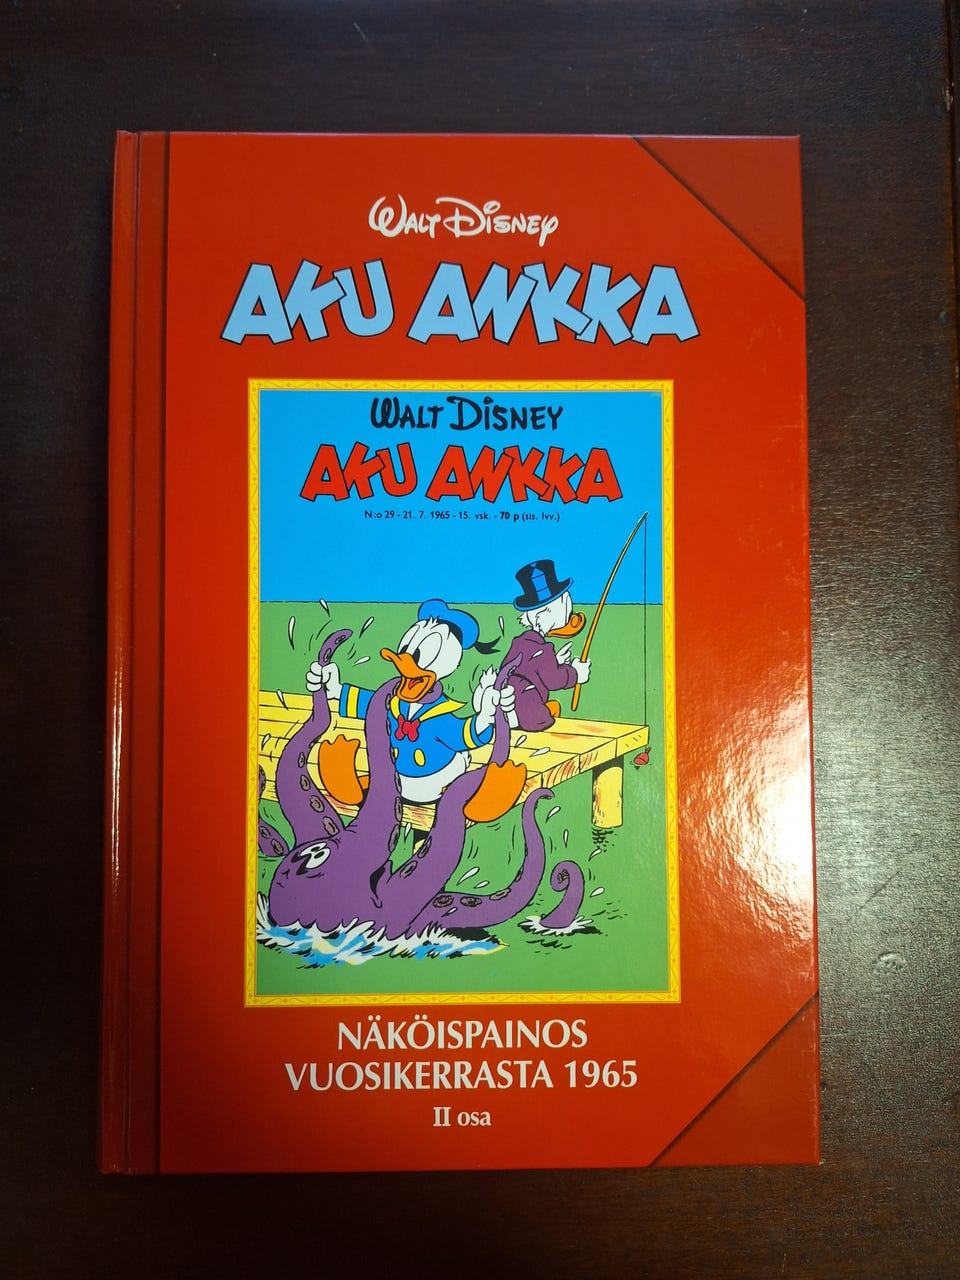 WALT DISNEY
AKU ANKKA
WALT DISNEY
AKU ANKKA
N:o 29 - 21. 7. 1965 - 15. vsk. - 70 p (sis. lvv.)
NÄKÖISPAINOS
VUOSIKERRASTA 1965
II osa